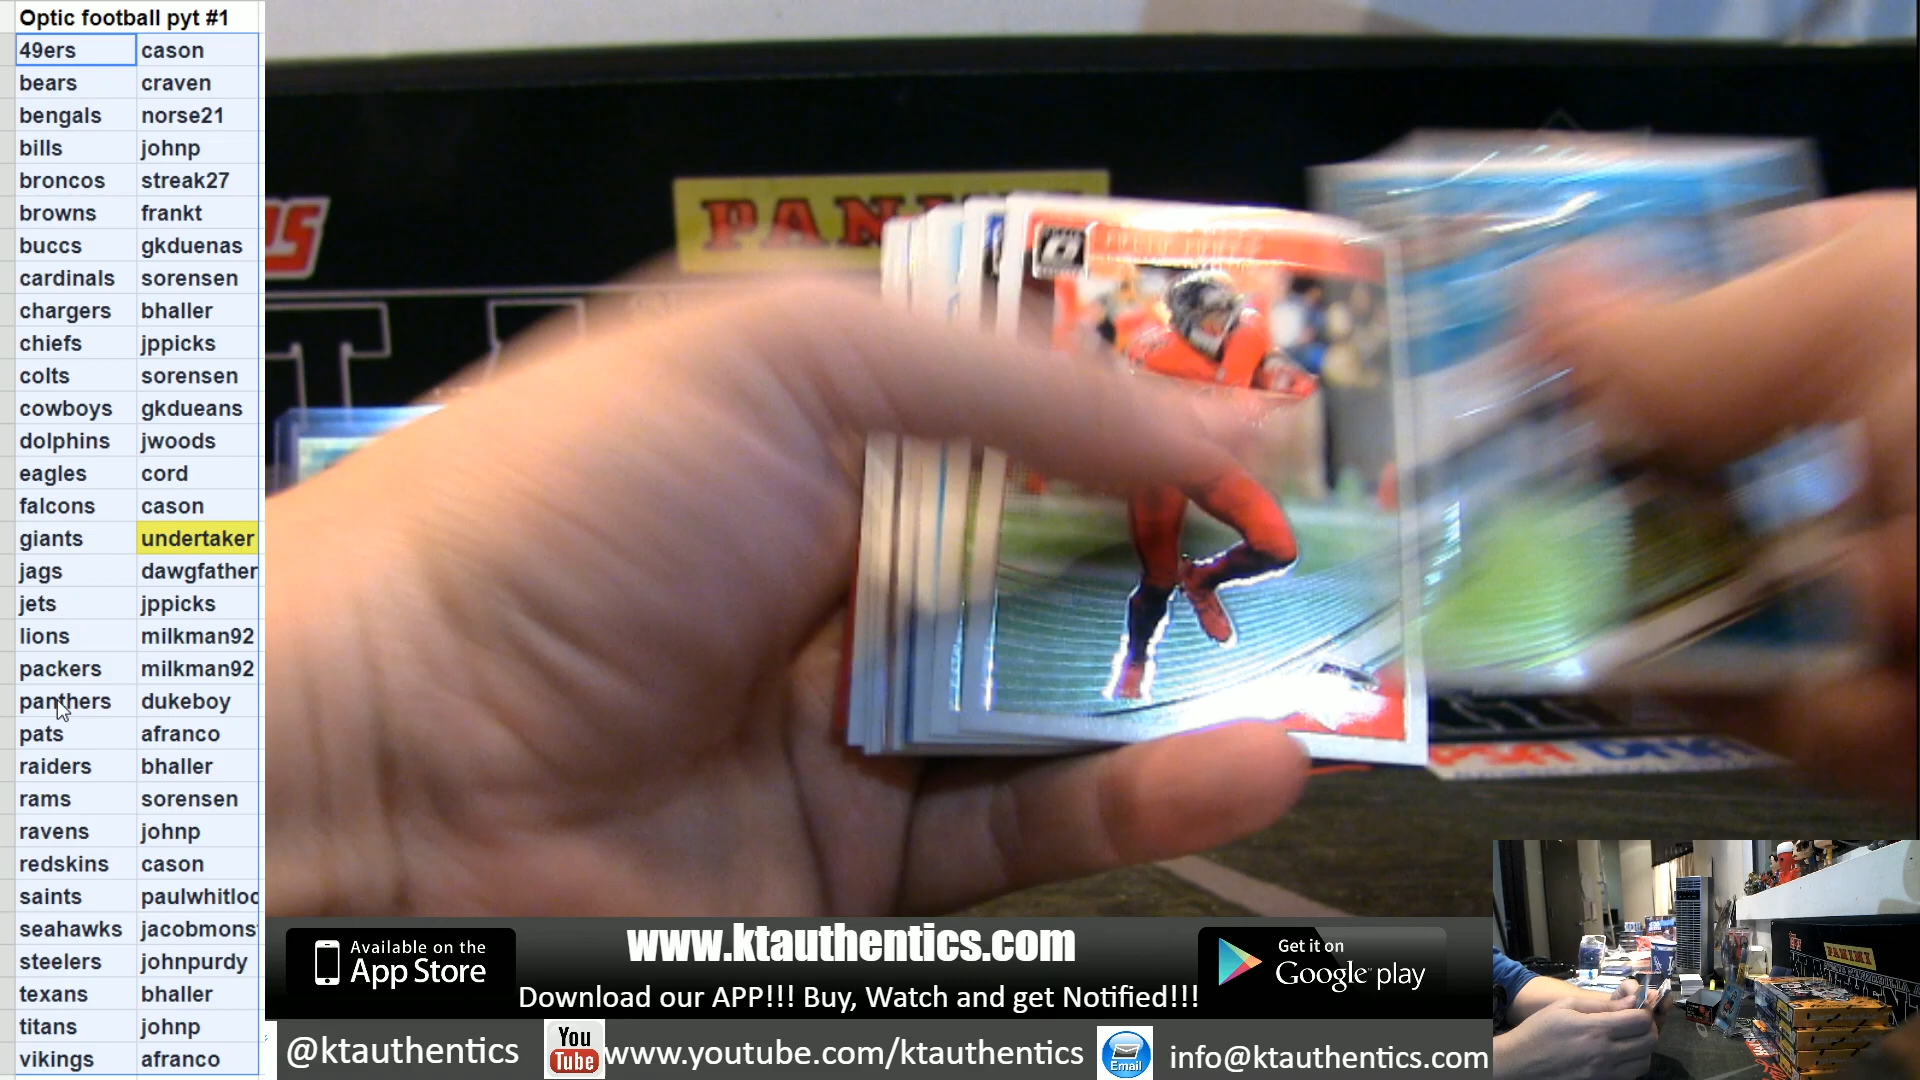 Optic football pyt #1
49ers cason
bears craven
bengals norse21
bills johnp
broncos streak27
browns frankt
buccs gkduenas
cardinals sorensen
chargers bhaller
chiefs jppicks
colts sorensen
cowboys gkdueans
dolphins jwoods
eagles cord
falcons cason
giants undertaker
jags dawgfather
jets jppicks
lions milkman92
packers milkman92
panthers dukeboy
pats afranco
raiders bhaller
rams sorensen
ravens johnp
redskins cason
saints paulwhitloc
seahawks jacobmons
steelers johnpurdy
texans bhaller
titans johnp
vikings afranco
PANINI
Available on the
App Store
www.ktauthentics.com
Download our APP!!! Buy, Watch and get Notified!!!
Get it on
Google play
@ktauthentics
You
Tube
www.youtube.com/ktauthentics
Email
info@ktauthentics.com
PANINI